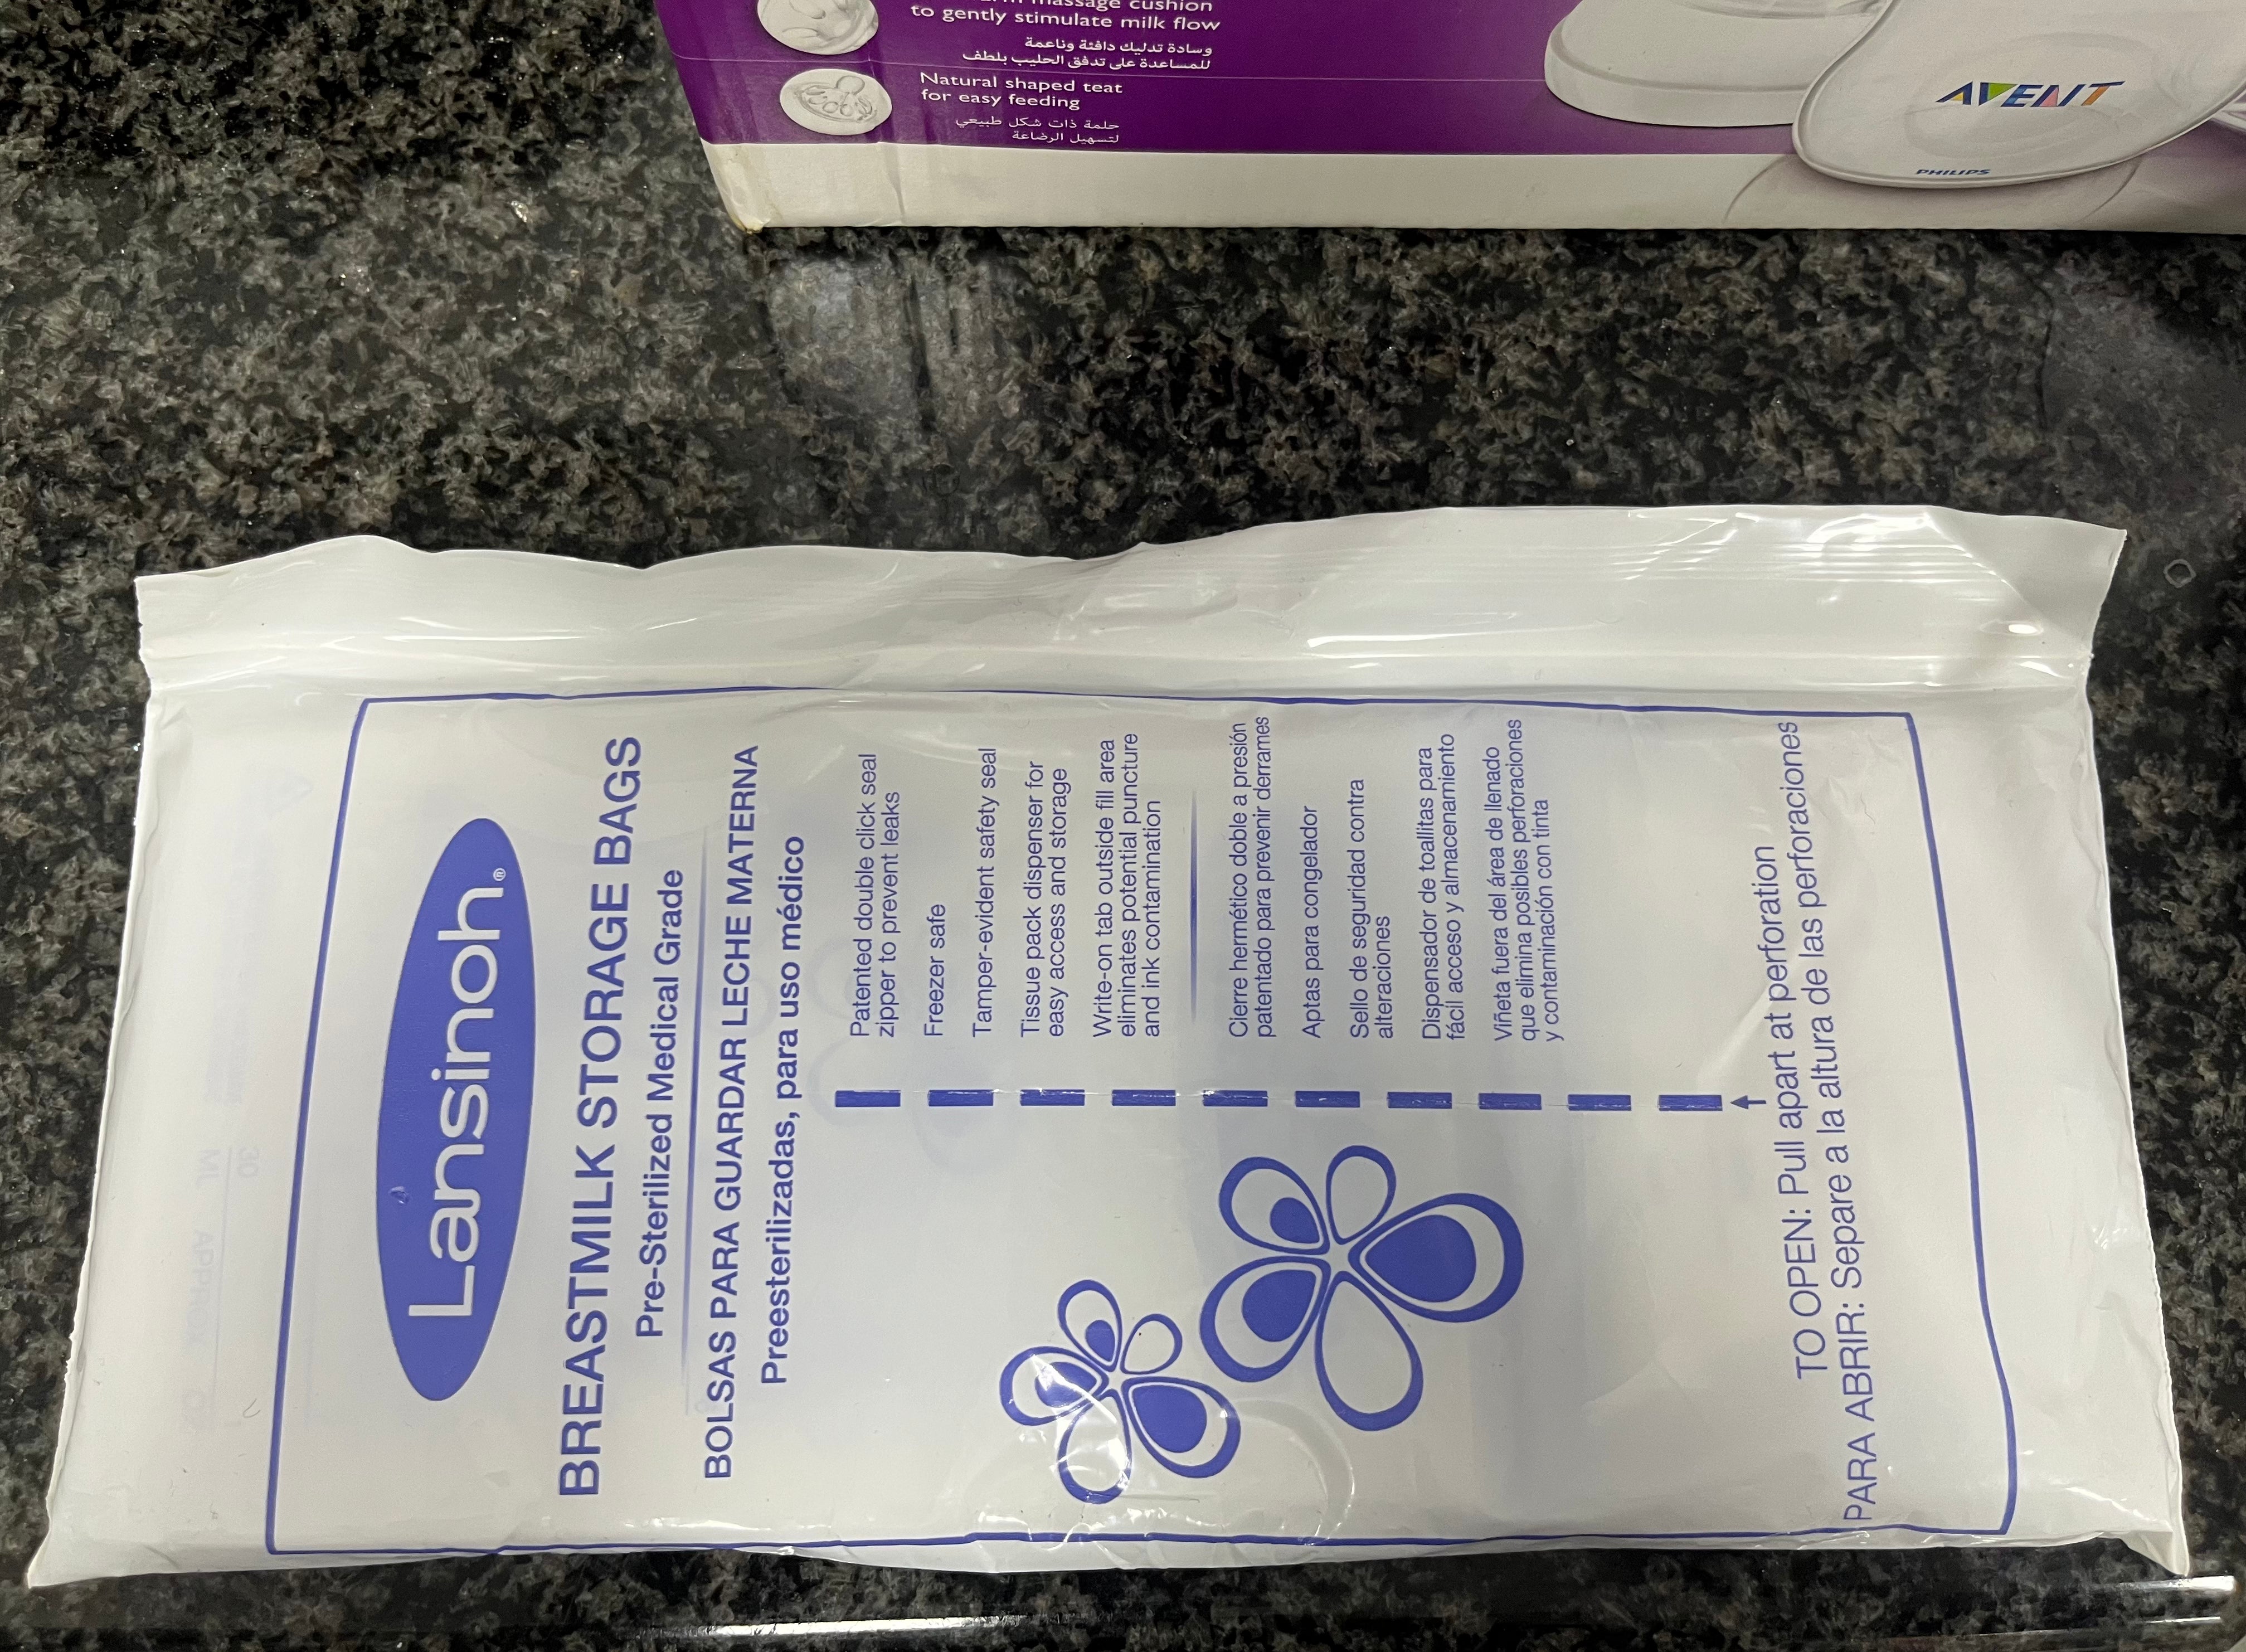 massage cushion
to gently stimulate milk flow
وسادة تدليك دافئة وناعمة
للمساعدة على تدفق الحليب بلطف
Natural shaped teat
for easy feeding
حلمة ذات شكل طبيعي
لتسهيل الرضاعة
AVENT
PHILIPS
Lansinoh®
BREASTMILK STORAGE BAGS
Pre-Sterilized Medical Grade
BOLSAS PARA GUARDAR LECHE MATERNA
Preesterilizadas, para uso médico
Patented double click seal
zipper to prevent leaks
Freezer safe
Tamper-evident safety seal
Tissue pack dispenser for
easy access and storage
Write-on tab outside fill area
eliminates potential puncture
and ink contamination
Cierre hermético doble a presión
patentado para prevenir derrames
Aptas para congelador
Sello de seguridad contra
alteraciones
Dispensador de toallitas para
fácil acceso y almacenamiento
Viñeta fuera del área de llenado
que elimina posibles perforaciones
y contaminación con tinta
TO OPEN: Pull apart at perforation
PARA ABRIR: Separe a la altura de las perforaciones
30
ML APPROX OZ